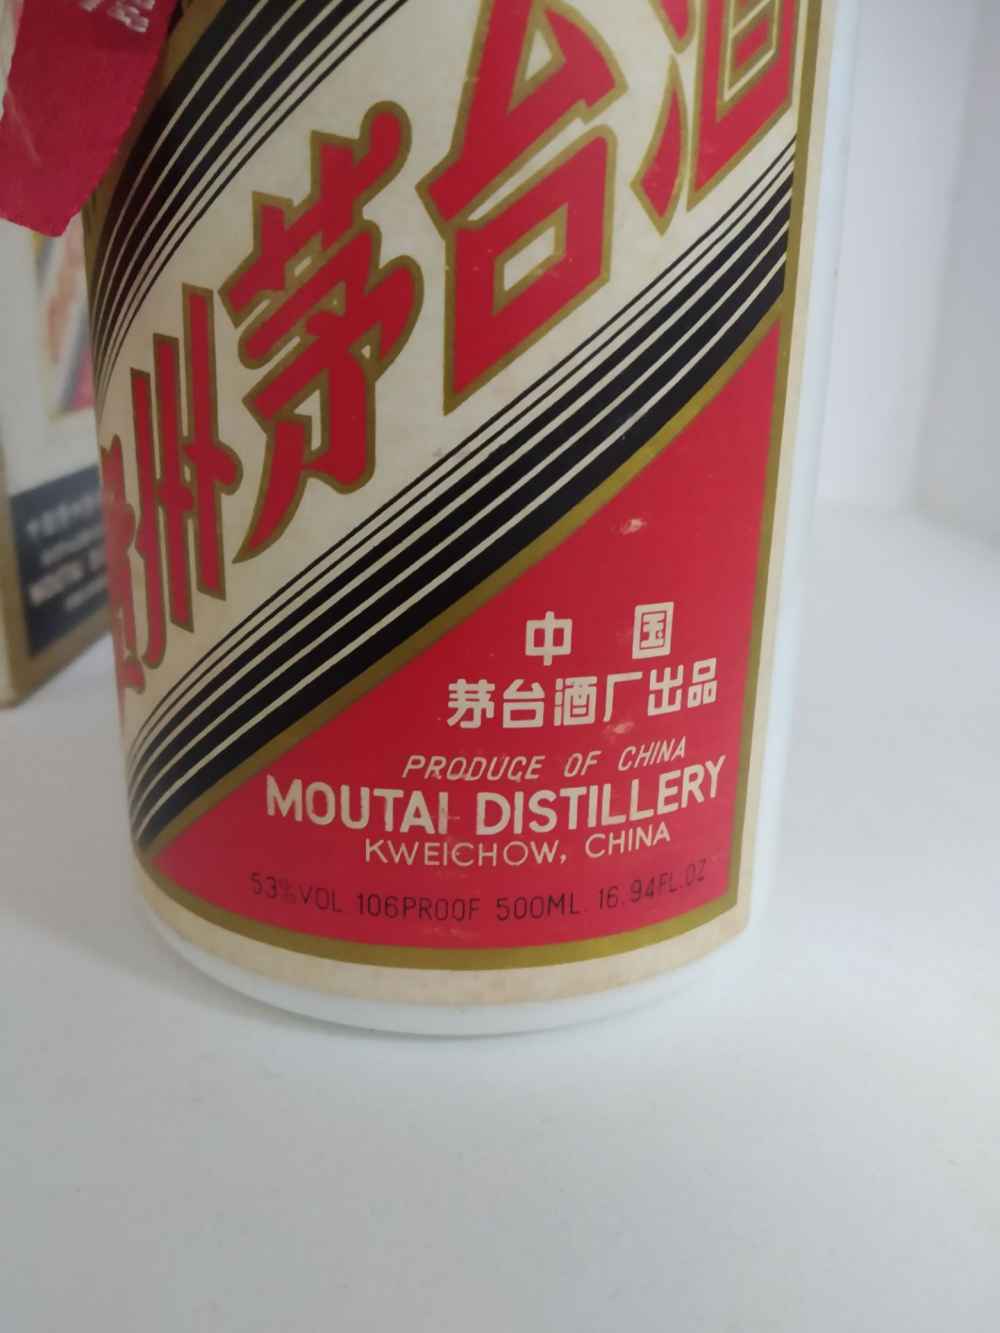 州茅台酒
中国
茅台酒厂出品
PRODUCE OF CHINA
MOUTAI DISTILLERY
KWEICHOW, CHINA
53%VOL 106PROOF 500ML 16.94FL.OZ